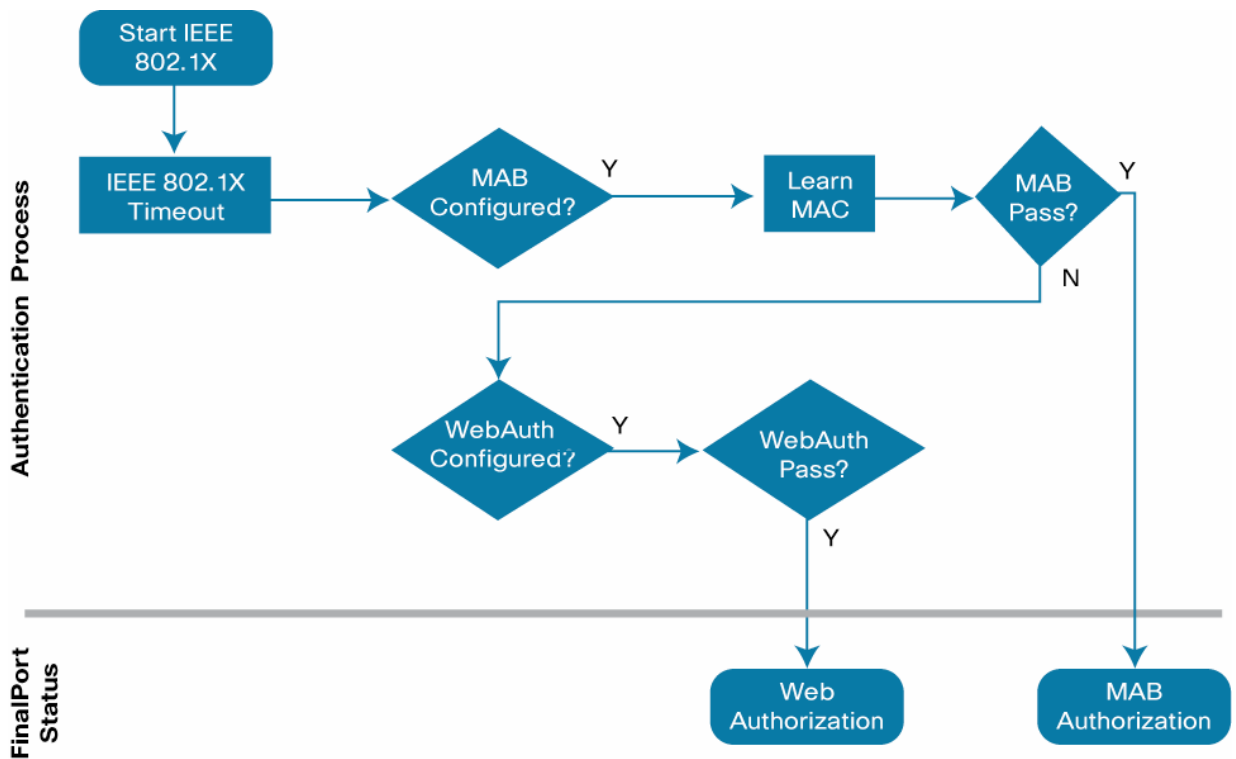 Start IEEE
802.1X
IEEE 802.1X
Timeout
MAB
Configured?
Y
Learn
MAC
MAB
Pass?
Y
N
WebAuth
Configured?
Y
WebAuth
Pass?
Y
Authentication Process
FinalPort
Status
Web
Authorization
MAB
Authorization